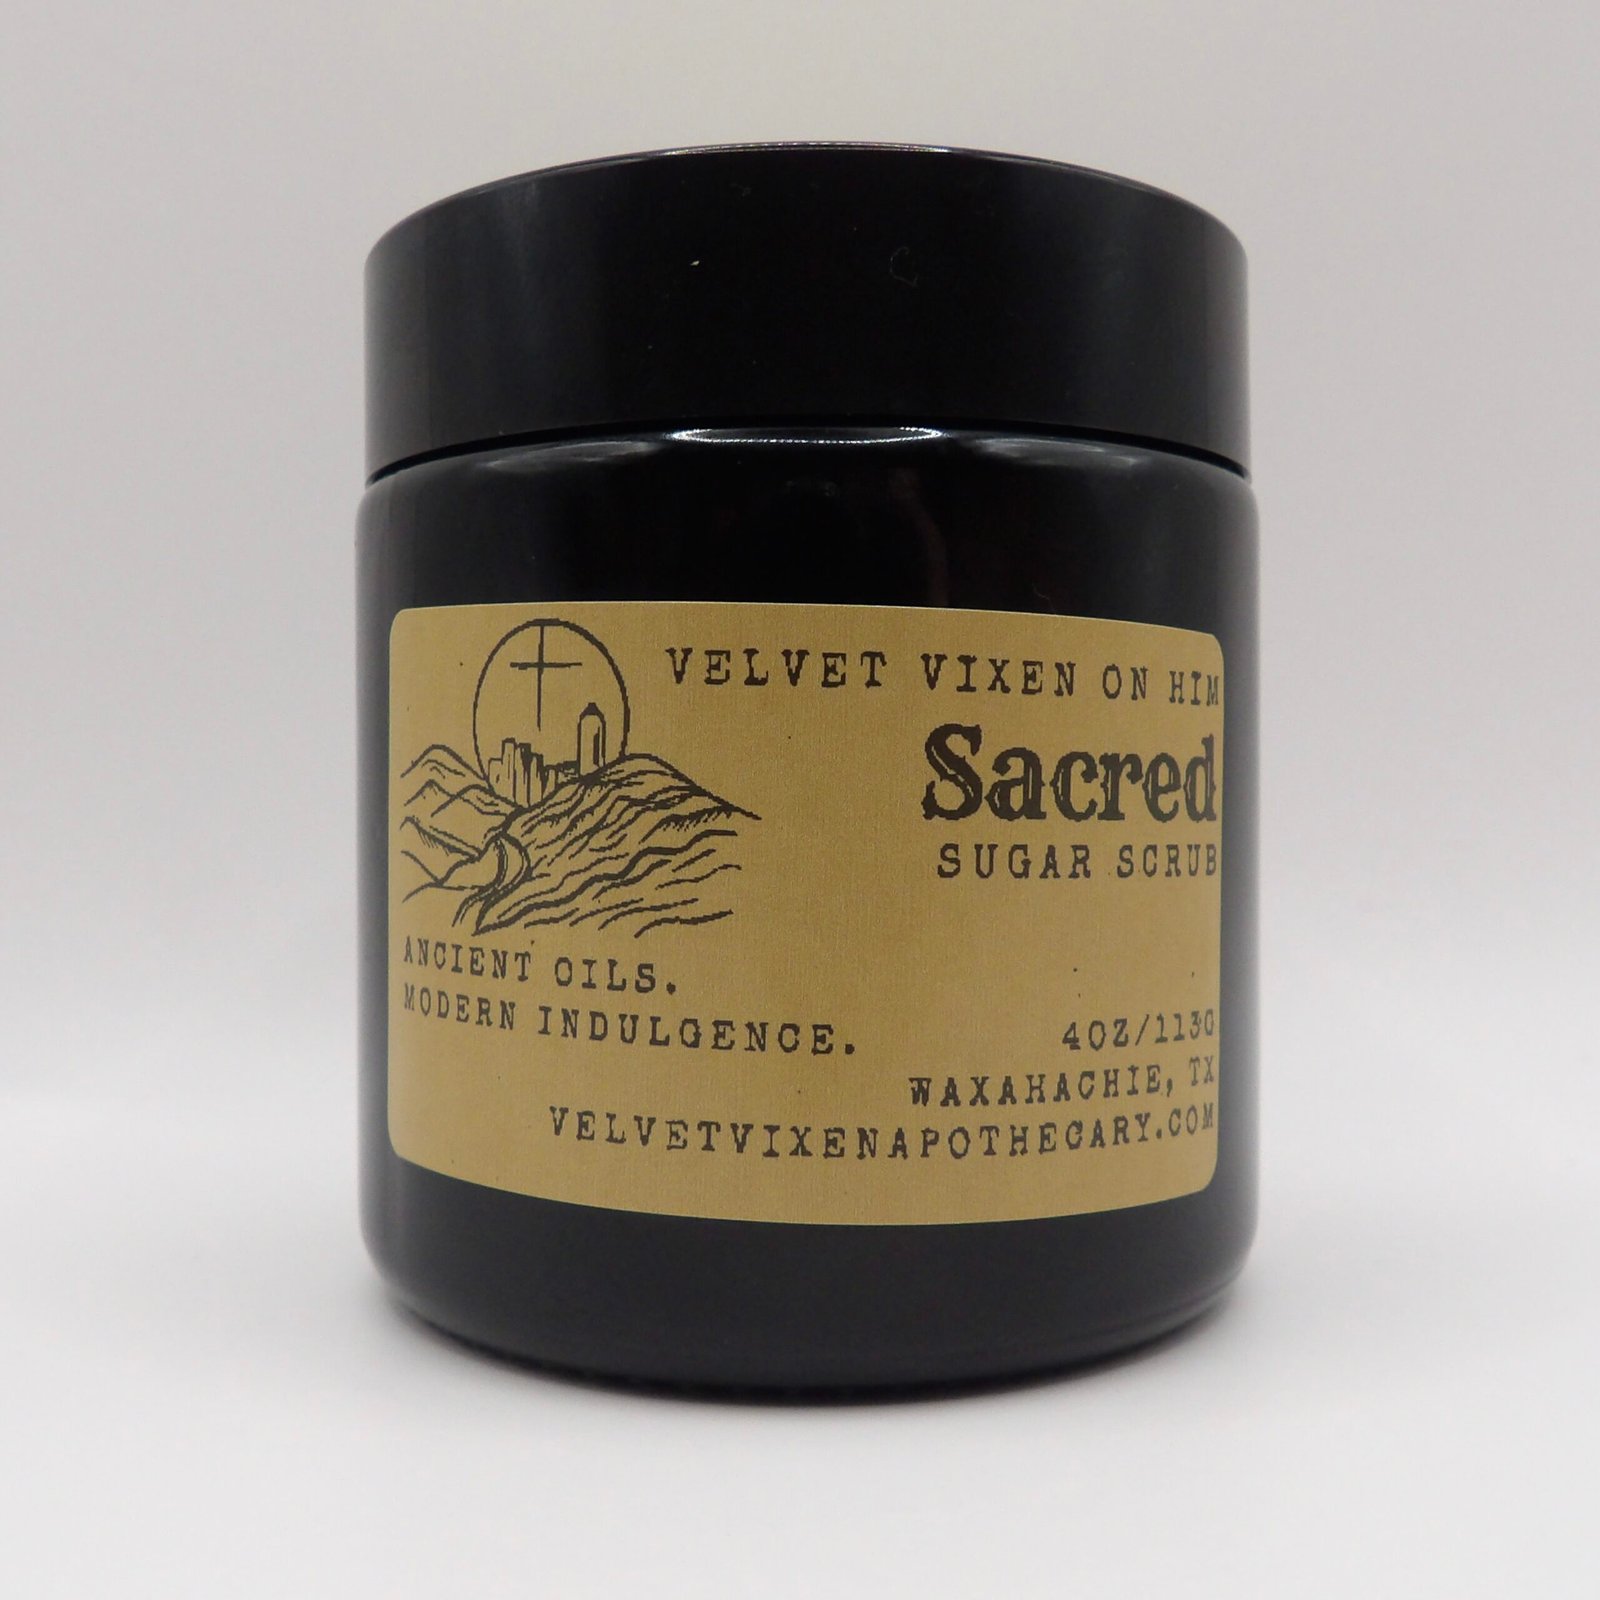 VELVET VIXEN ON HIM
Sacred
SUGAR SCRUB
ANCIENT OILS.
MODERN INDULGENCE.
4OZ/113G
WAXAHACHIE, TX
VELVETVIXENAPOTHECARY.COM